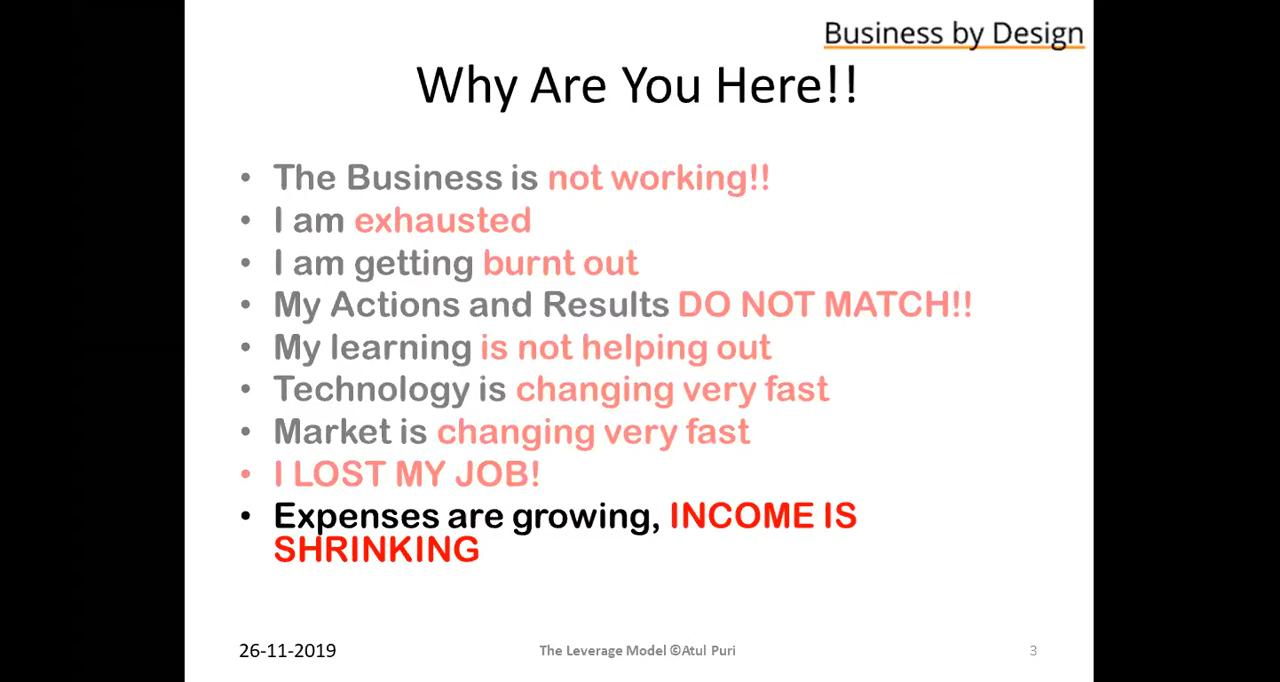 Business by Design
Why Are You Here!!
• The Business is not working!!
• I am exhausted
• I am getting burnt out
• My Actions and Results DO NOT MATCH!!
• My learning is not helping out
• Technology is changing very fast
• Market is changing very fast
• I LOST MY JOB!
• Expenses are growing, INCOME IS
SHRINKING
26-11-2019
The Leverage Model ©Atul Puri
3